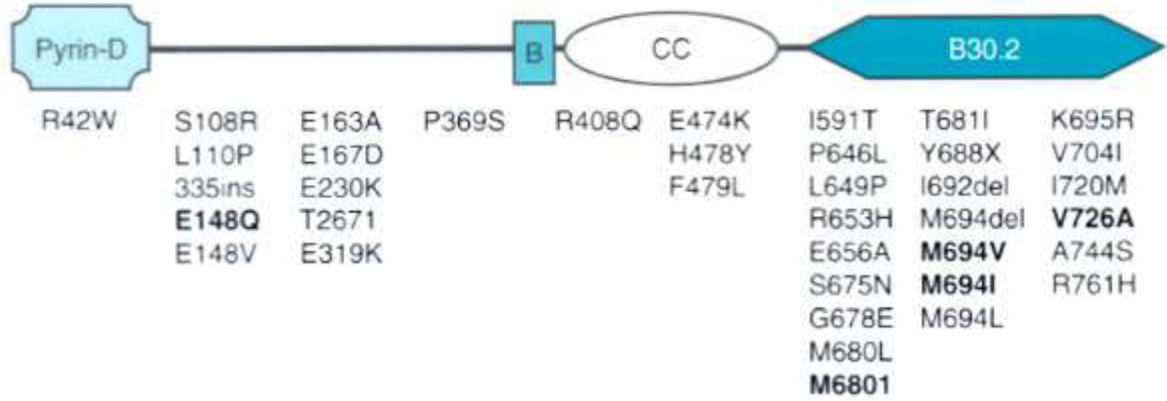 Pyrin-D B CC B30.2
R42W S108R E163A P369S R408Q E474K I591T T681I K695R
L110P E167D H478Y P646L Y688X V704I
335ins E230K F479L L649P I692del I720M
E148Q T2671 R653H M694del V726A
E148V E319K E656A M694V A744S
S675N M694I R761H
G678E M694L
M680L
M6801